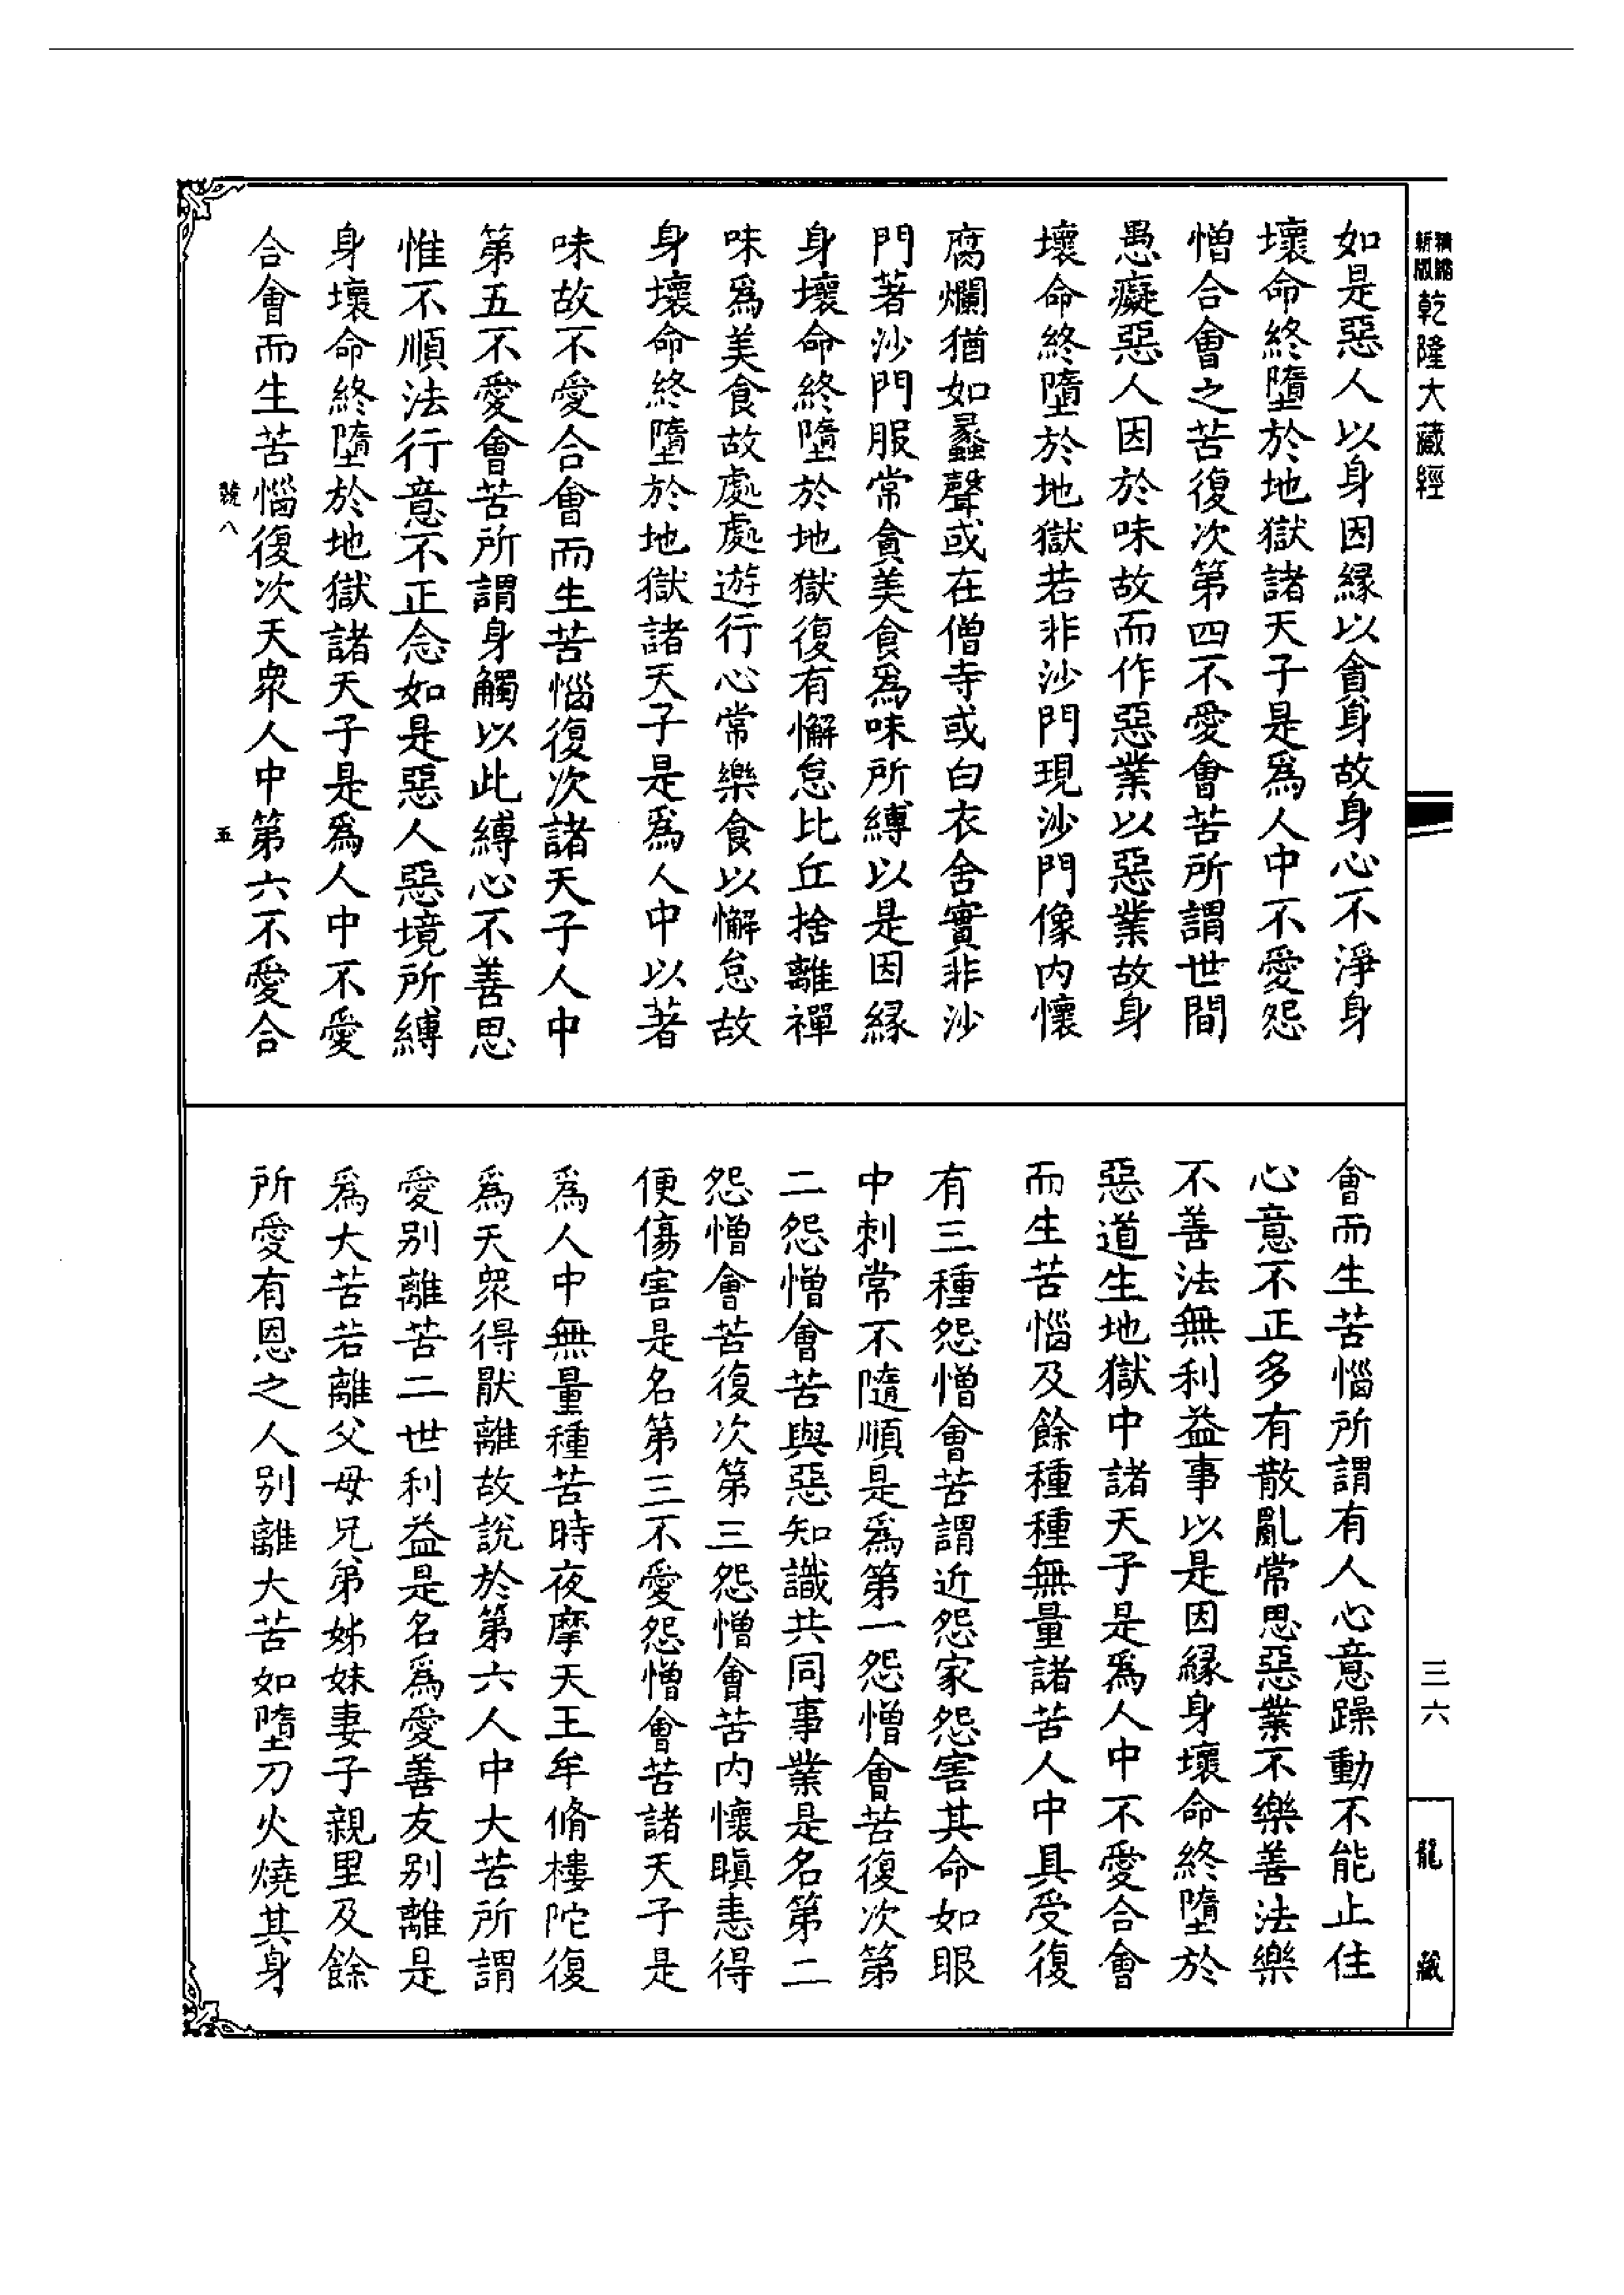 精縮新版乾隆大藏經
如是惡人以身因緣以貪身故身心不淨身
壞命終墮於地獄諸天子是爲人中不愛怨
憎合會之苦復次第四不愛會苦所謂世間
愚癡惡人因於味故而作惡業以惡業故身
壞命終墮於地獄若非沙門現沙門像內懷
腐爛猶如蠡聲或在僧寺或白衣舍實非沙
門著沙門服常貪美食爲味所縛以是因緣
身壞命終墮於地獄復有懈怠比丘捨離禪
味爲美食故處處遊行心常樂食以懈怠故
身壞命終墮於地獄諸天子是爲人中以著
味故不愛合會而生苦惱復次諸天子人中
第五不愛會苦所謂身觸以此縛心不善思
惟不順法行意不正念如是惡人惡境所縛
身壞命終墮於地獄諸天子是爲人中不愛
合會而生苦惱復次天衆人中第六不愛合
號八
五
會而生苦惱所謂有人心意躁動不能止住
心意不正多有散亂常思惡業不樂善法樂
不善法無利益事以是因緣身壞命終墮於
惡道生地獄中諸天子是爲人中不愛合會
而生苦惱及餘種種無量諸苦人中具受復
有三種怨憎會苦謂近怨家怨害其命如眼
中刺常不隨順是爲第一怨憎會苦復次第
二怨憎會苦與惡知識共同事業是名第二
怨憎會苦復次第三怨憎會苦內懷瞋恚得
便傷害是名第三不愛怨憎會苦諸天子是
爲人中無量種苦時夜摩天王牟脩樓陀復
爲天衆得厭離故說於第六人中大苦所謂
愛別離苦二世利益是名爲愛善友別離是
爲大苦若離父母兄弟姊妹妻子親里及餘
所愛有恩之人別離大苦如墮刀火燒其身
三六
龍藏